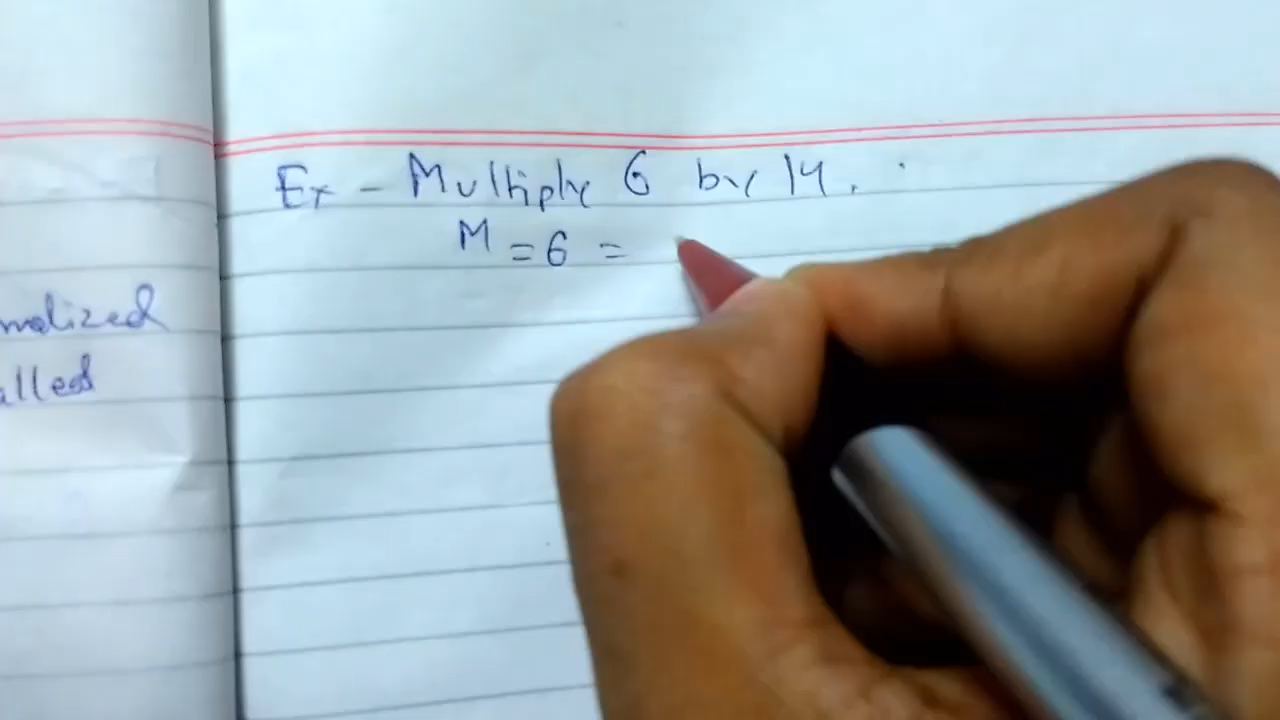 Ex - Multiply 6 by 14.
M = 6 =
malized
alled